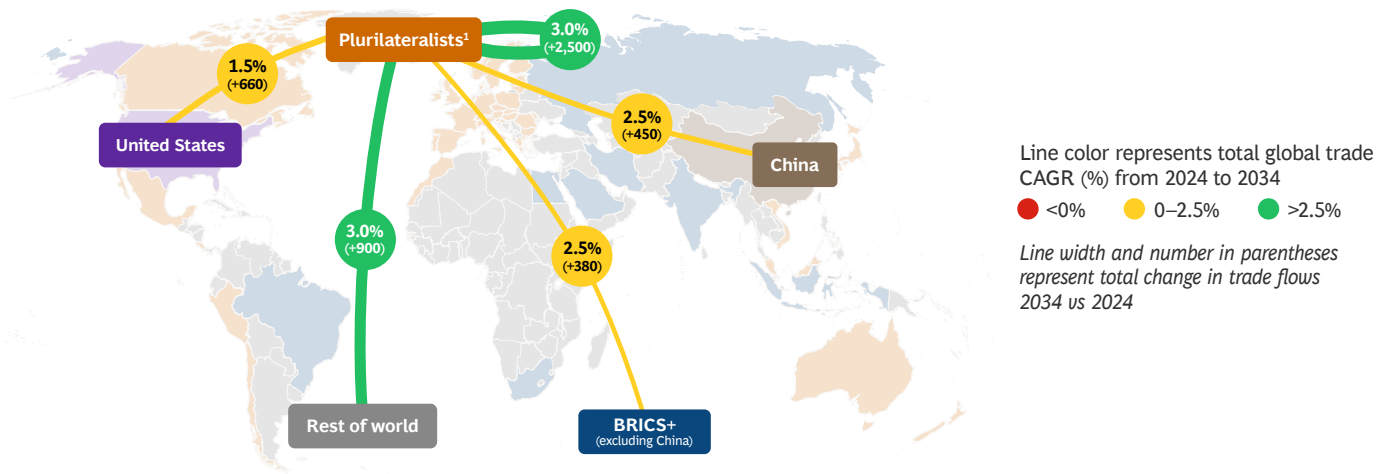 Plurilateralists¹
3.0%
(+2,500)
1.5%
(+660)
2.5%
(+450)
United States
China
3.0%
(+900)
2.5%
(+380)
Rest of world
BRICS+
(excluding China)
Line color represents total global trade
CAGR (%) from 2024 to 2034
<0% 0–2.5% >2.5%
Line width and number in parentheses
represent total change in trade flows
2034 vs 2024